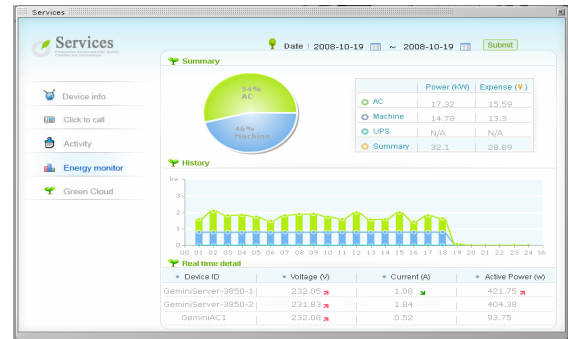 Services
Services
Date 2008-10-19 ~ 2008-10-19 Submit
Summary
54%
AC
46%
Machine
Power (KW) Expense (¥)
AC 17.32 15.59
Machine 14.78 13.3
UPS N/A N/A
Summary 32.1 28.89
Device info
Click to call
Activity
Energy monitor
Green Cloud
History
kw
3
2
1
0
00 01 02 03 04 05 06 07 08 09 10 11 12 13 14 15 16 17 18 19 20 21 22 23 24 hh
Real time detail
Device ID Voltage (V) Current (A) Active Power (w)
GeminiServer-3850-1 232.05 1.88 421.75
GeminiServer-3850-2 231.83 1.84 404.38
GeminiAC1 232.08 0.52 93.75